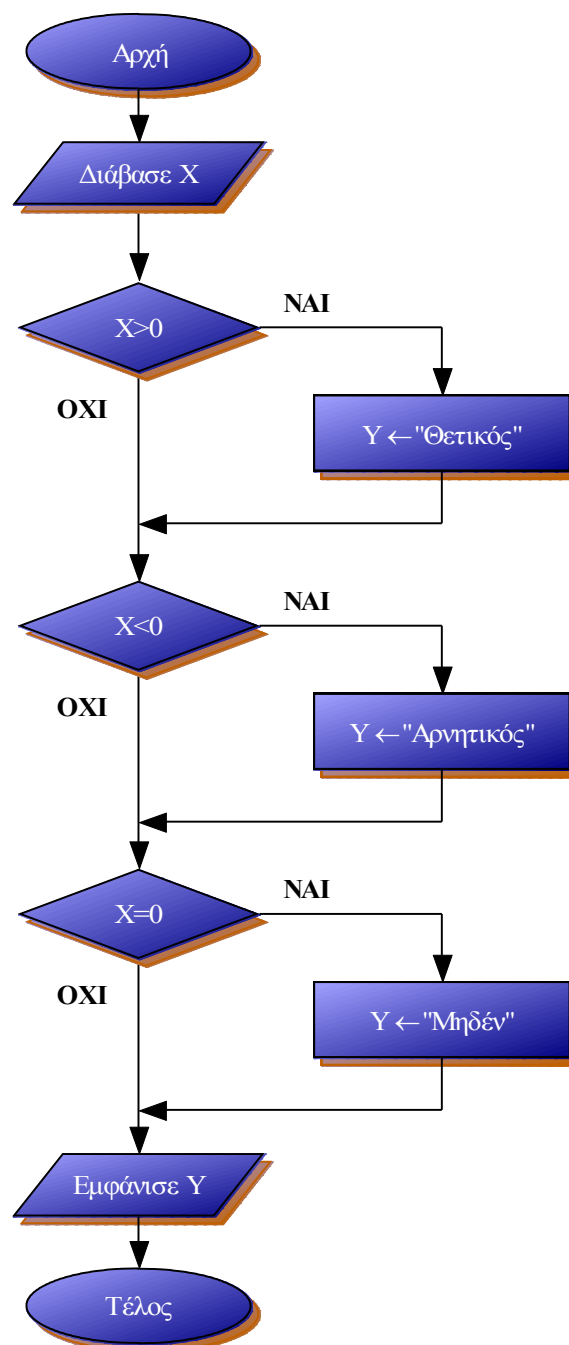 Αρχή
Διάβασε Χ
Χ>0
ΝΑΙ
ΟΧΙ
Υ ← "Θετικός"
Χ<0
ΝΑΙ
ΟΧΙ
Υ ← "Αρνητικός"
Χ=0
ΝΑΙ
ΟΧΙ
Υ ← "Μηδέν"
Εμφάνισε Υ
Τέλος